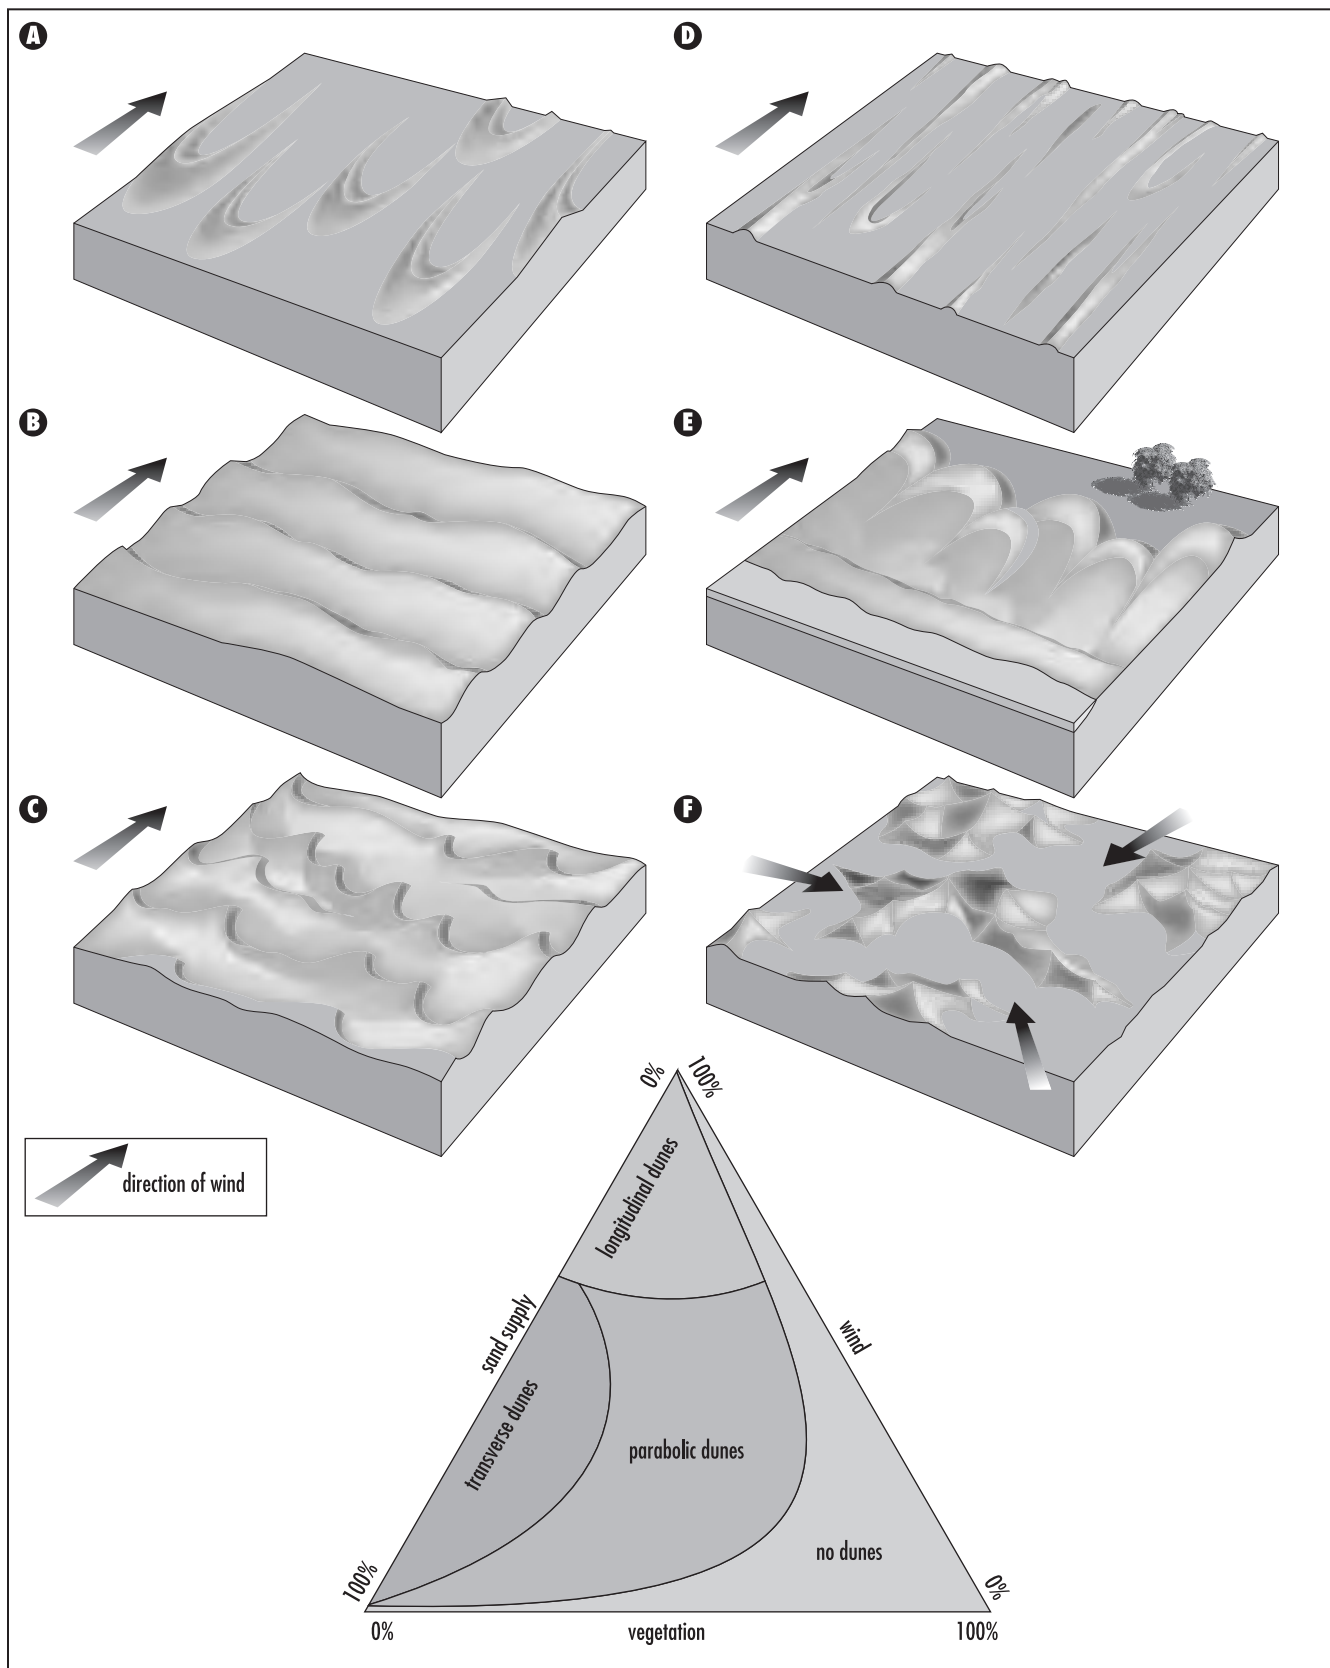 A
D
B
E
C
F
direction of wind
0%
100%
longitudinal dunes
sand supply
wind
transverse dunes
parabolic dunes
no dunes
100%
0%
0%
vegetation
100%